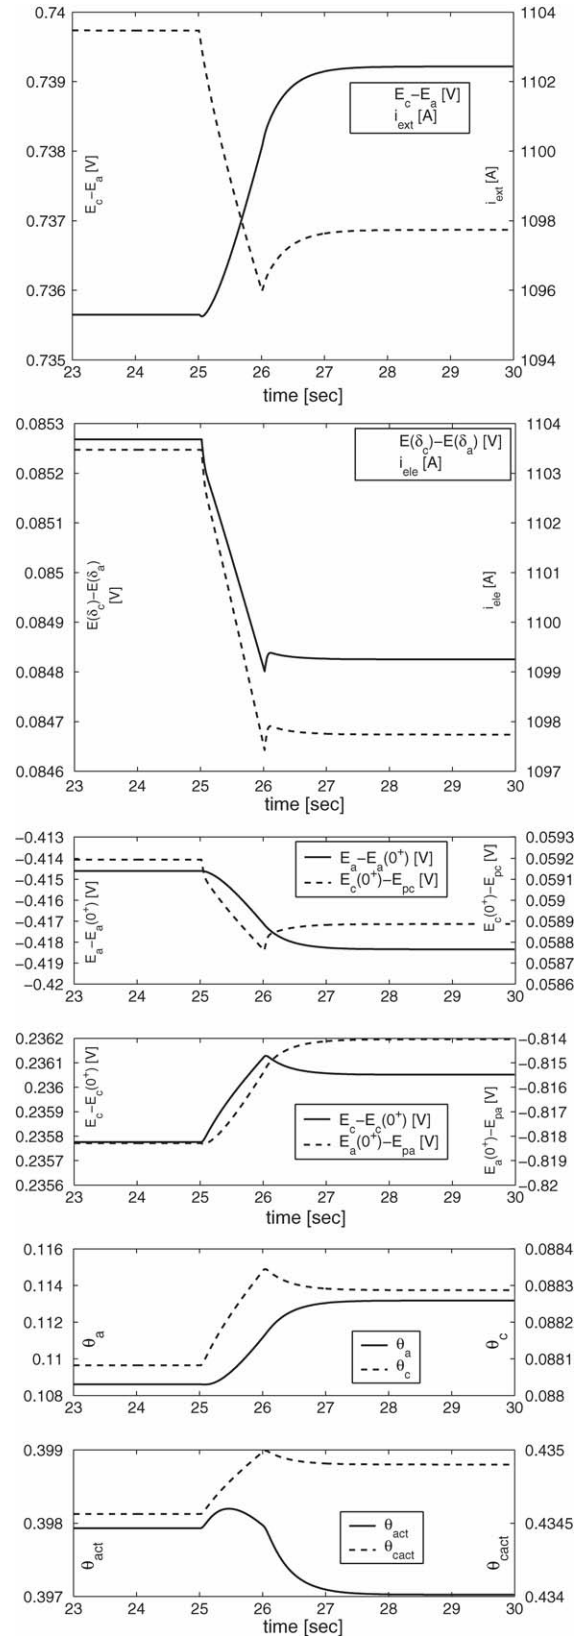 0.74
0.739
0.738
0.737
0.736
0.735
E_c−E_a [V]
1104
1102
1100
1098
1096
1094
i_ext [A]
E_c−E_a [V]
i_ext [A]
23 24 25 26 27 28 29 30
time [sec]
0.0853
0.0852
0.0851
0.085
0.0849
0.0848
0.0847
0.0846
E(δ_c)−E(δ_a)
[V]
1104
1103
1102
1101
1100
1099
1098
1097
i_ele [A]
E(δ_c)−E(δ_a) [V]
i_ele [A]
23 24 25 26 27 28 29 30
time [sec]
−0.413
−0.414
−0.415
−0.417
−0.418
−0.419
−0.42
E_a−E_a(0⁺) [V]
0.0593
0.0592
0.0591
0.059
0.0589
0.0588
0.0587
0.0586
E_c(0⁺)−E_pc [V]
E_a−E_a(0⁺) [V]
E_c(0⁺)−E_pc [V]
23 24 25 26 27 28 29 30
0.2362
0.2361
0.236
0.2359
0.2358
0.2357
0.2356
E_c−E_c(0⁺) [V]
−0.814
−0.815
−0.816
−0.818
−0.819
−0.82
E_a(0⁺)−E_pa [V]
E_c−E_c(0⁺) [V]
E_a(0⁺)−E_pa [V]
23 24 25 26 27 28 29 30
time [sec]
0.116
0.114
0.112
0.11
0.108
θ_a
0.0884
0.0883
0.0882
0.0881
0.088
θ_c
θ_a
θ_c
23 24 25 26 27 28 29 30
0.399
0.398
0.397
θ_act
0.435
0.4345
0.434
θ_cact
θ_act
θ_cact
23 24 25 26 27 28 29 30
time [sec]